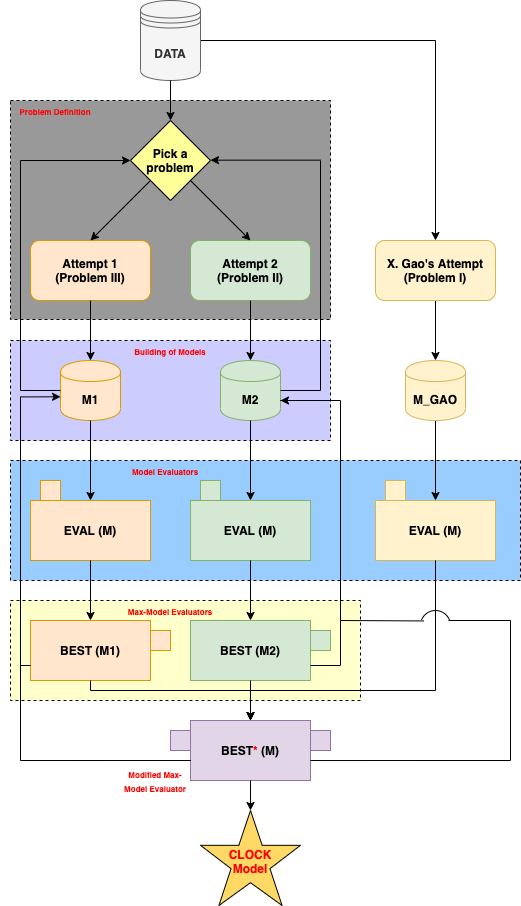 DATA
Problem Definition
Pick a
problem
Attempt 1
(Problem III)
Attempt 2
(Problem II)
X. Gao's Attempt
(Problem I)
Building of Models
M1
M2
M_GAO
Model Evaluators
EVAL (M)
EVAL (M)
EVAL (M)
Max-Model Evaluators
BEST (M1)
BEST (M2)
BEST* (M)
Modified Max-
Model Evaluator
CLOCK
Model